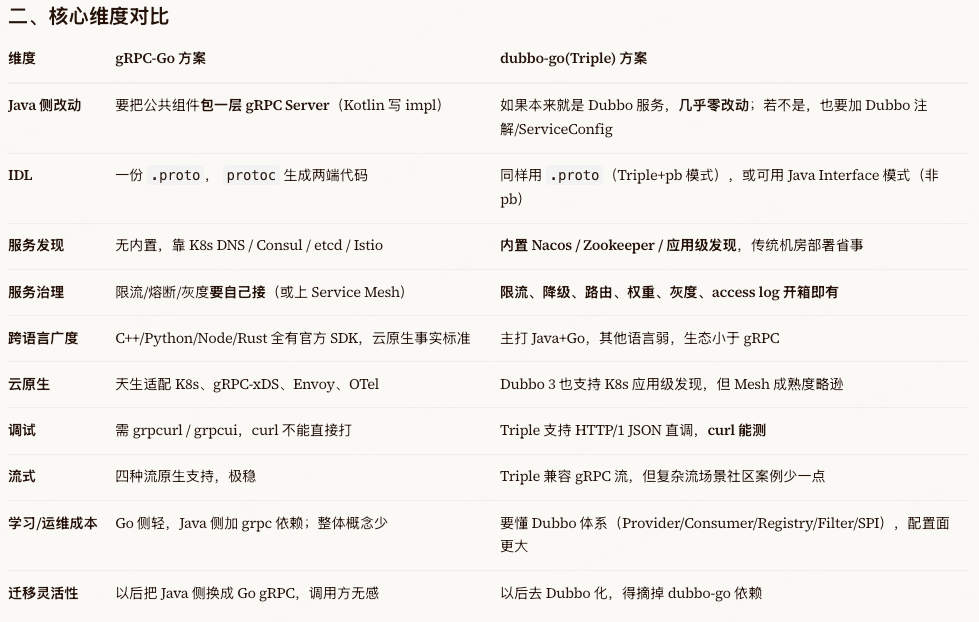 二、核心维度对比
维度 gRPC-Go 方案 dubbo-go(Triple) 方案
Java 侧改动 要把公共组件包一层 gRPC Server（Kotlin 写 impl） 如果本来就是 Dubbo 服务，几乎零改动；若不是，也要加 Dubbo 注
解/ServiceConfig
IDL 一份 .proto， protoc 生成两端代码 同样用 .proto（Triple+pb 模式），或可用 Java Interface 模式（非
pb）
服务发现 无内置，靠 K8s DNS / Consul / etcd / Istio 内置 Nacos / Zookeeper / 应用级发现，传统机房部署省事
服务治理 限流/熔断/灰度要自己接（或上 Service Mesh） 限流、降级、路由、权重、灰度、access log 开箱即有
跨语言广度 C++/Python/Node/Rust 全有官方 SDK，云原生事实标准 主打 Java+Go，其他语言弱，生态小于 gRPC
云原生 天生适配 K8s、gRPC-xDS、Envoy、OTel Dubbo 3 也支持 K8s 应用级发现，但 Mesh 成熟度略逊
调试 需 grpcurl / grpcui，curl 不能直接打 Triple 支持 HTTP/1 JSON 直调，curl 能测
流式 四种流原生支持，极稳 Triple 兼容 gRPC 流，但复杂流场景社区案例少一点
学习/运维成本 Go 侧轻，Java 侧加 grpc 依赖；整体概念少 要懂 Dubbo 体系（Provider/Consumer/Registry/Filter/SPI），配置面
更大
迁移灵活性 以后把 Java 侧换成 Go gRPC，调用方无感 以后去 Dubbo 化，得摘掉 dubbo-go 依赖